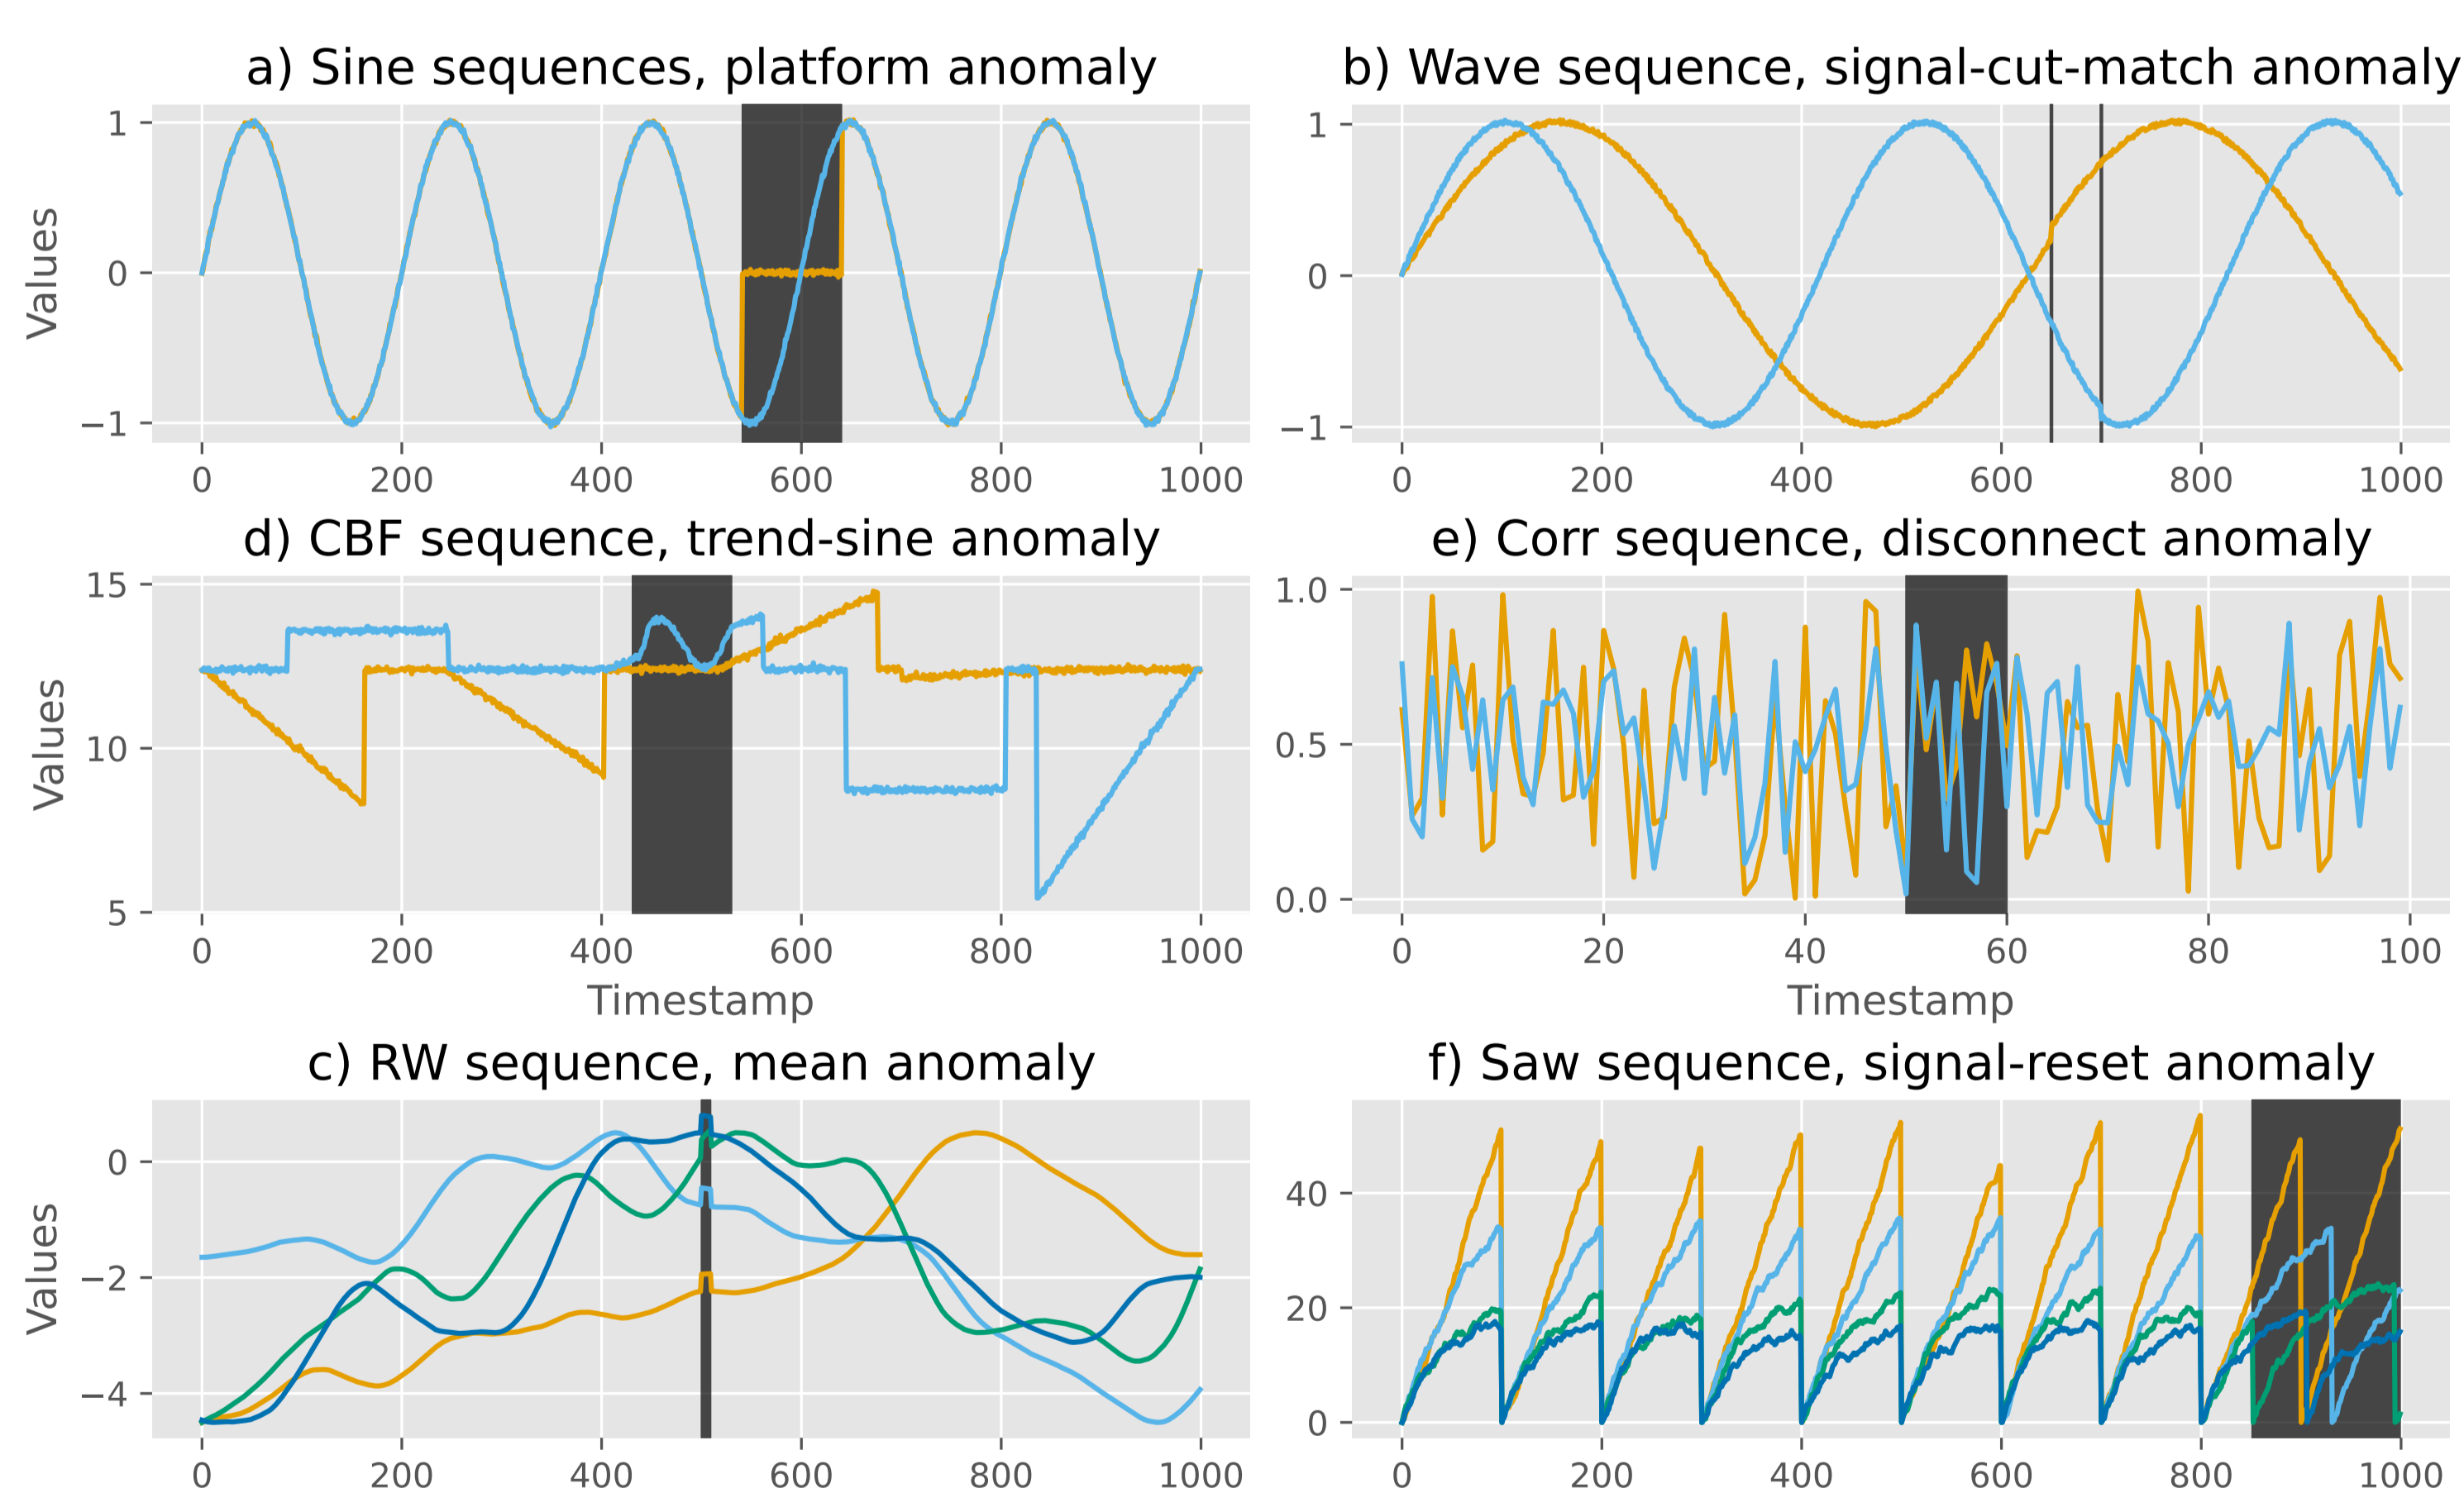 a) Sine sequences, platform anomaly
Values
1
0
−1
0 200 400 600 800 1000
b) Wave sequence, signal-cut-match anomaly
1
0
−1
0 200 400 600 800 1000
d) CBF sequence, trend-sine anomaly
Values
15
10
5
0 200 400 600 800 1000
Timestamp
e) Corr sequence, disconnect anomaly
1.0
0.5
0.0
0 20 40 60 80 100
Timestamp
c) RW sequence, mean anomaly
Values
0
−2
−4
0 200 400 600 800 1000
f) Saw sequence, signal-reset anomaly
40
20
0
0 200 400 600 800 1000